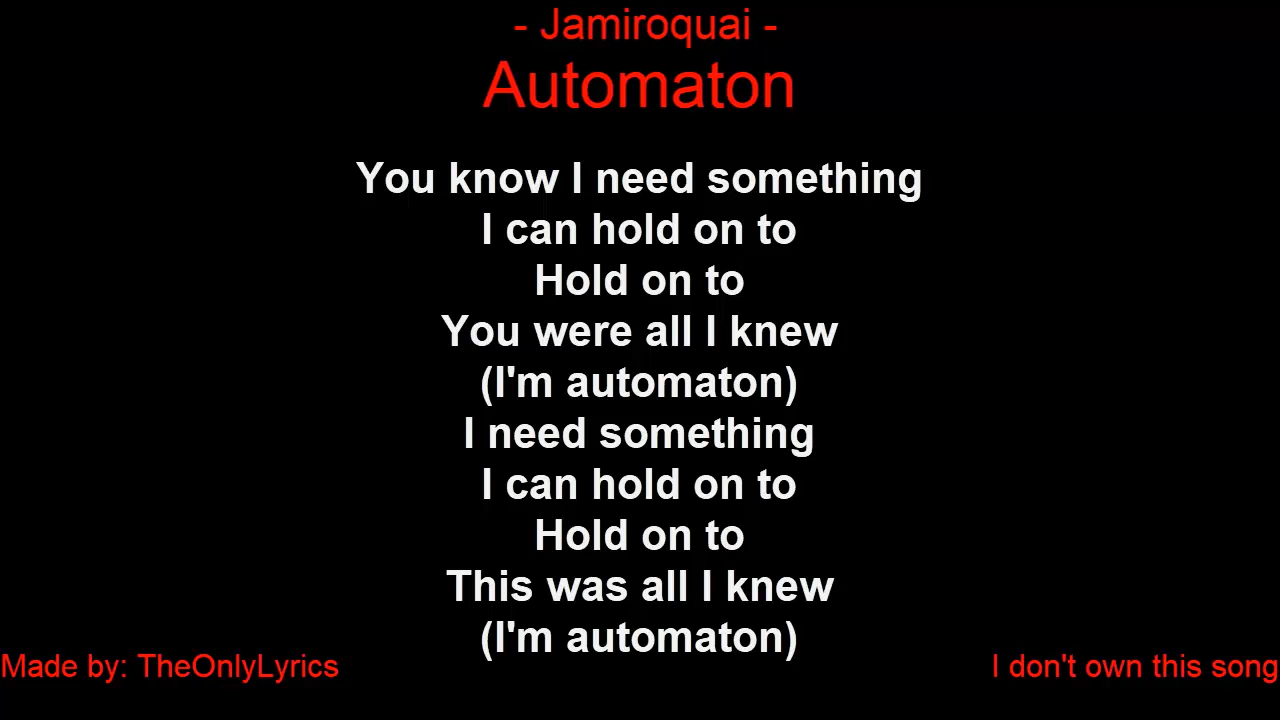 - Jamiroquai -
Automaton
You know I need something
I can hold on to
Hold on to
You were all I knew
(I'm automaton)
I need something
I can hold on to
Hold on to
This was all I knew
(I'm automaton)
Made by: TheOnlyLyrics
I don't own this song